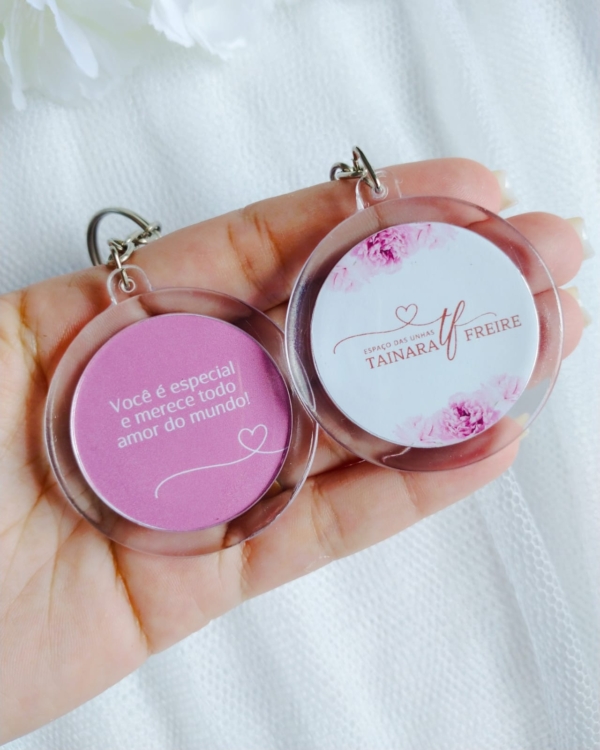 Você é especial
e merece todo
amor do mundo!
ESPAÇO DAS UNHAS
TAINARA tf FREIRE